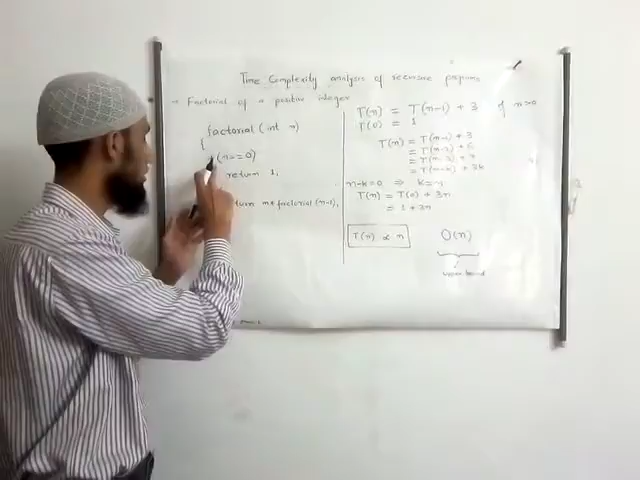 Time Complexity analysis of recursive programs
→ Factorial of a positive integer
factorial (int n)
{
(n==0)
return 1;
n*factorial (n-1);
T(n) = T(n-1) + 3 if n>0
T(0) = 1
T(n) = T(n-1) + 3
= T(n-2) + 6
= T(n-3) + 9
= T(n-k) + 3k
n-k=0 ⇒ k=n
T(n) = T(0) + 3n
= 1 + 3n
T(n) ∝ n
O(n)
upper bound